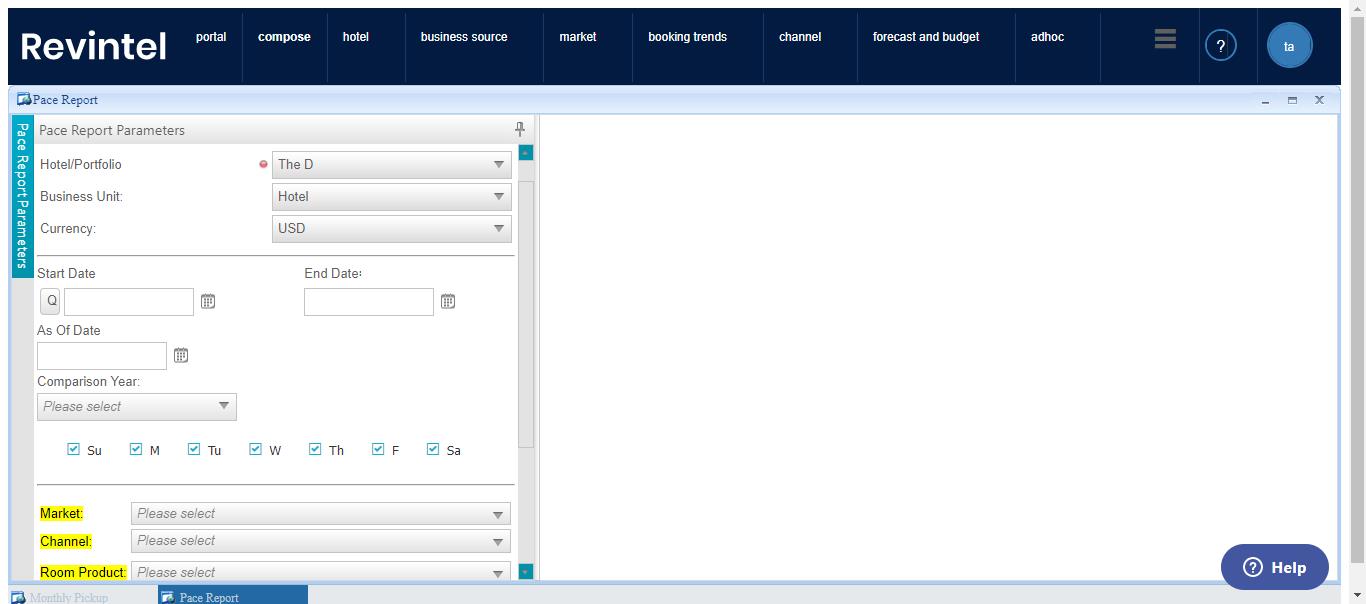 Revintel portal compose hotel business source market booking trends channel forecast and budget adhoc ? ta
Pace Report
Pace Report Parameters
Pace Report Parameters
Hotel/Portfolio The D
Business Unit: Hotel
Currency: USD
Start Date End Date:
Q
As Of Date
Comparison Year:
Please select
Su M Tu W Th F Sa
Market: Please select
Channel: Please select
Room Product: Please select
? Help
Monthly Pickup Pace Report